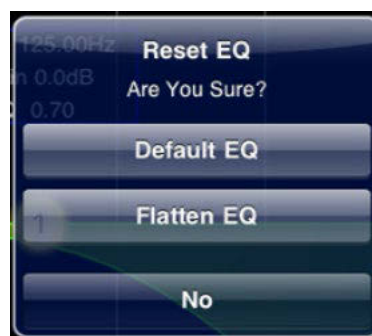 125.00Hz
Reset EQ
n 0.0dB
Are You Sure?
0.70
Default EQ
1
Flatten EQ
No